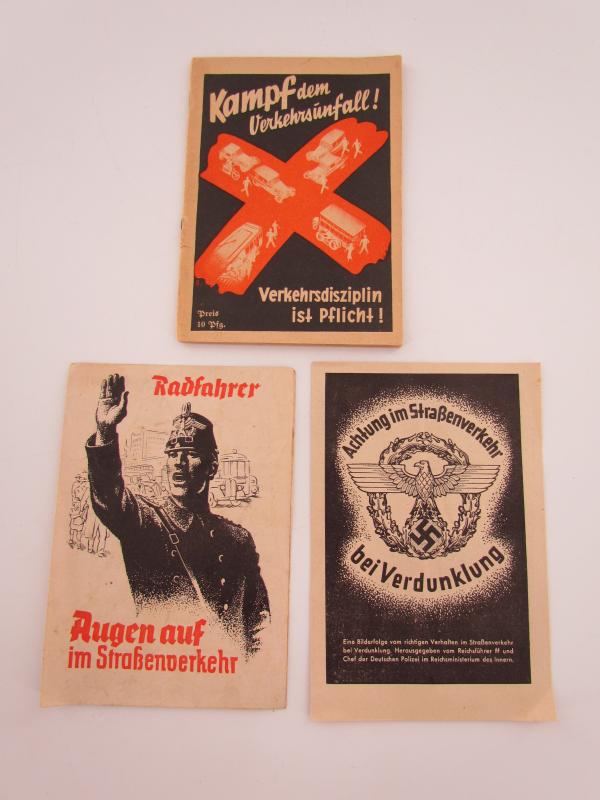 Kampf dem
Verkehrsünfall!
Verkehrsdisziplin
ist Pflicht!
Preis
10 Pfg.
Radfahrer
Augen auf
im Straßenverkehr
Achtung im Straßenverkehr
bei Verdunklung
Eine Bilderfolge vom richtigen Verhalten im Straßenverkehr
bei Verdunklung. Herausgegeben vom Reichsführer ᛋᛋ und
Chef der Deutschen Polizei im Reichsministerium des Innern.